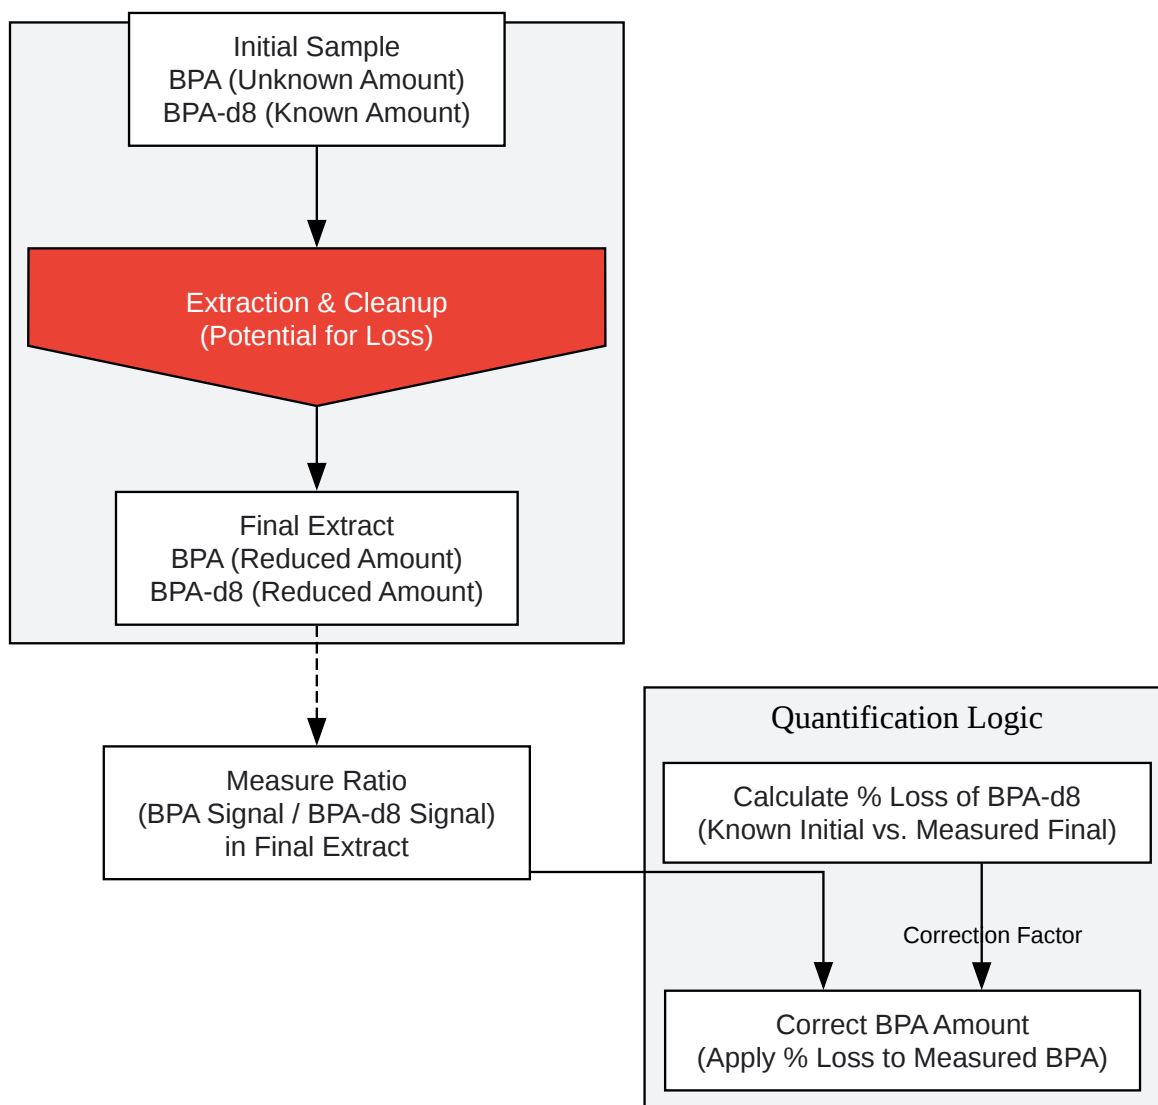 Initial Sample
BPA (Unknown Amount)
BPA-d8 (Known Amount)
Extraction & Cleanup
(Potential for Loss)
Final Extract
BPA (Reduced Amount)
BPA-d8 (Reduced Amount)
Measure Ratio
(BPA Signal / BPA-d8 Signal)
in Final Extract
Quantification Logic
Calculate % Loss of BPA-d8
(Known Initial vs. Measured Final)
Correction Factor
Correct BPA Amount
(Apply % Loss to Measured BPA)